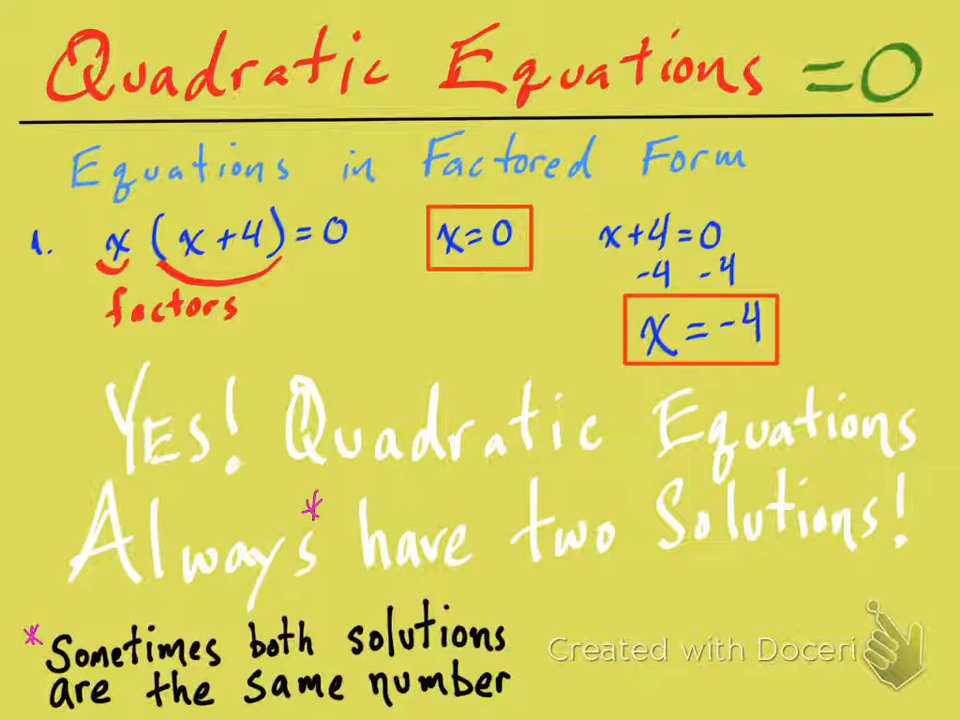 Quadratic Equations =0
Equations in Factored Form
1. x (x+4)=0 x=0 x+4=0
-4 -4
factors x=-4
YES! Quadratic Equations
Always* have two Solutions!
*Sometimes both solutions
are the same number
Created with Doceri